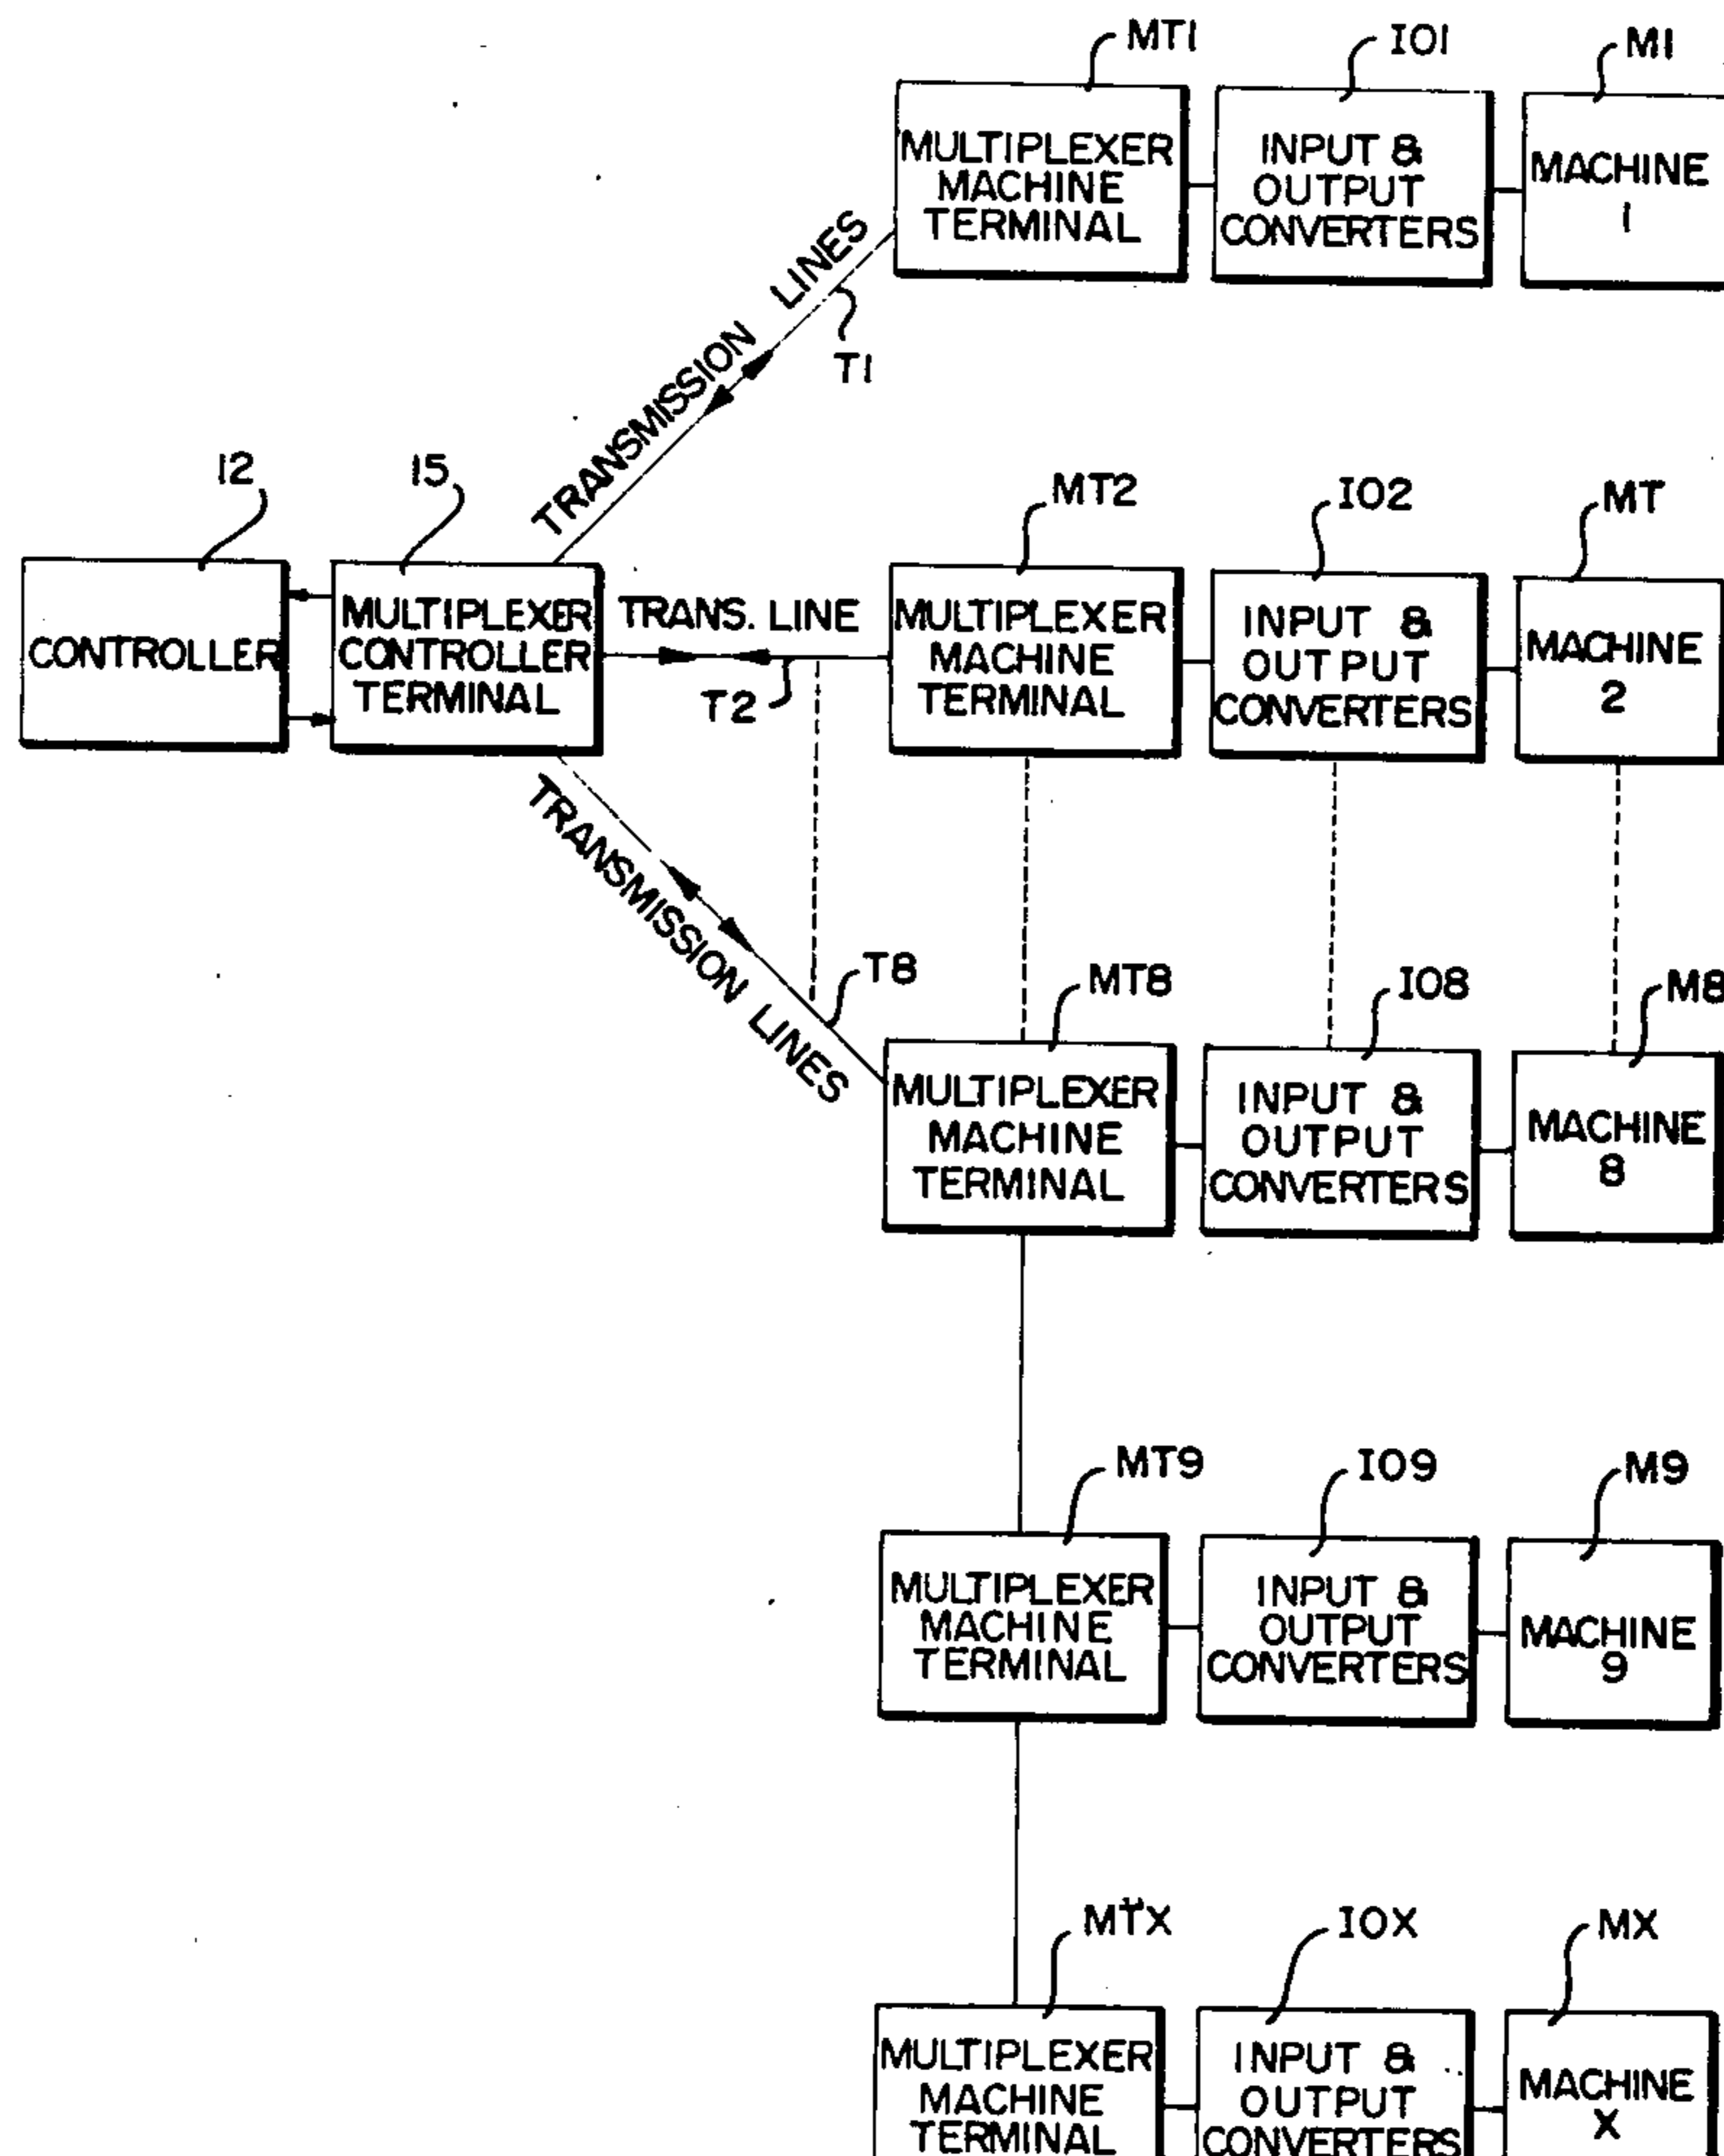 MT1
IO1
M1
MULTIPLEXER
MACHINE
TERMINAL
INPUT &
OUTPUT
CONVERTERS
MACHINE
1
TRANSMISSION LINES
T1
12
15
MT2
IO2
MT
CONTROLLER
MULTIPLEXER
CONTROLLER
TERMINAL
TRANS. LINE
T2
MULTIPLEXER
MACHINE
TERMINAL
INPUT &
OUTPUT
CONVERTERS
MACHINE
2
TRANSMISSION LINES
T8
MT8
IO8
M8
MULTIPLEXER
MACHINE
TERMINAL
INPUT &
OUTPUT
CONVERTERS
MACHINE
8
MT9
IO9
M9
MULTIPLEXER
MACHINE
TERMINAL
INPUT &
OUTPUT
CONVERTERS
MACHINE
9
MTX
IOX
MX
MULTIPLEXER
MACHINE
TERMINAL
INPUT &
OUTPUT
CONVERTERS
MACHINE
X